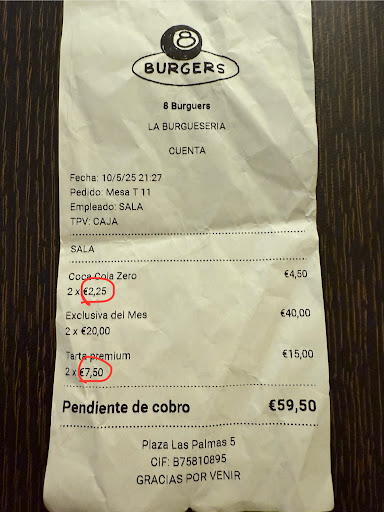 8
BURGERS
8 Burguers
LA BURGUESERIA
CUENTA
Fecha: 10/5/25 21:27
Pedido: Mesa T 11
Empleado: SALA
TPV: CAJA
SALA
Coca Cola Zero €4,50
2 x €2,25
Exclusiva del Mes €40,00
2 x €20,00
Tarta premium €15,00
2 x €7,50
Pendiente de cobro €59,50
Plaza Las Palmas 5
CIF: B75810895
GRACIAS POR VENIR